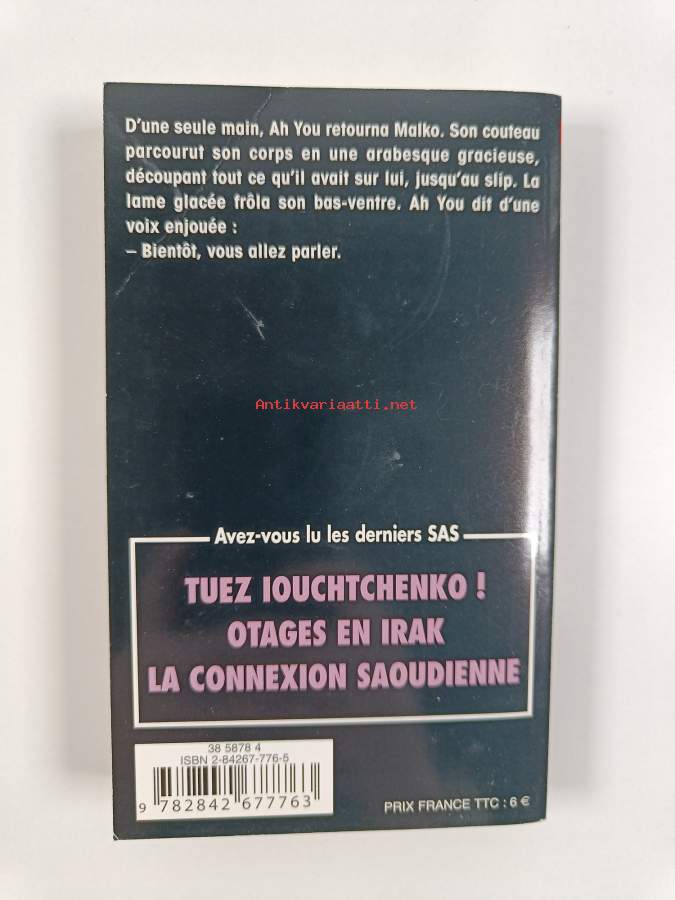 D'une seule main, Ah You retourna Malko. Son couteau
parcourut son corps en une arabesque gracieuse,
découpant tout ce qu'il avait sur lui, jusqu'au slip. La
lame glacée frôla son bas-ventre. Ah You dit d'une
voix enjouée :
– Bientôt, vous allez parler.
Antikvariaatti.net
Avez-vous lu les derniers SAS
TUEZ IOUCHTCHENKO !
OTAGES EN IRAK
LA CONNEXION SAOUDIENNE
38 5878 4
ISBN 2-84267-776-5
9 782842 677763
PRIX FRANCE TTC : 6 €